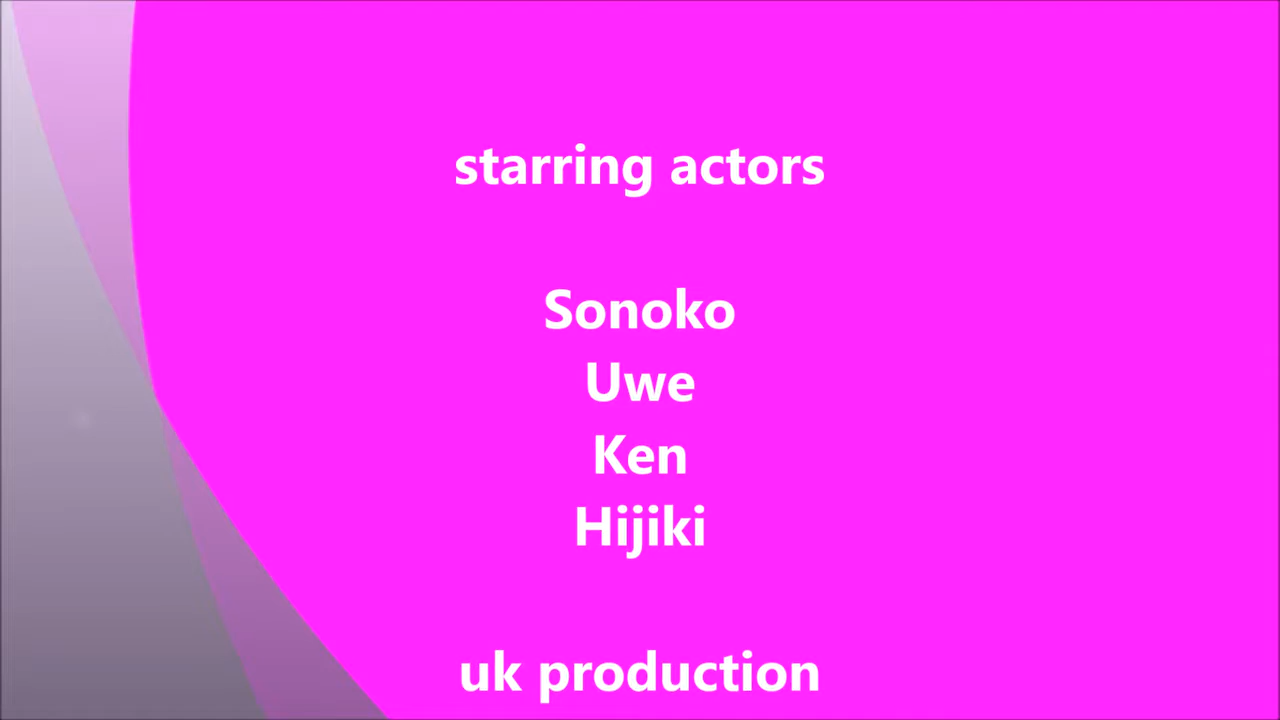 starring actors
Sonoko
Uwe
Ken
Hijiki
uk production